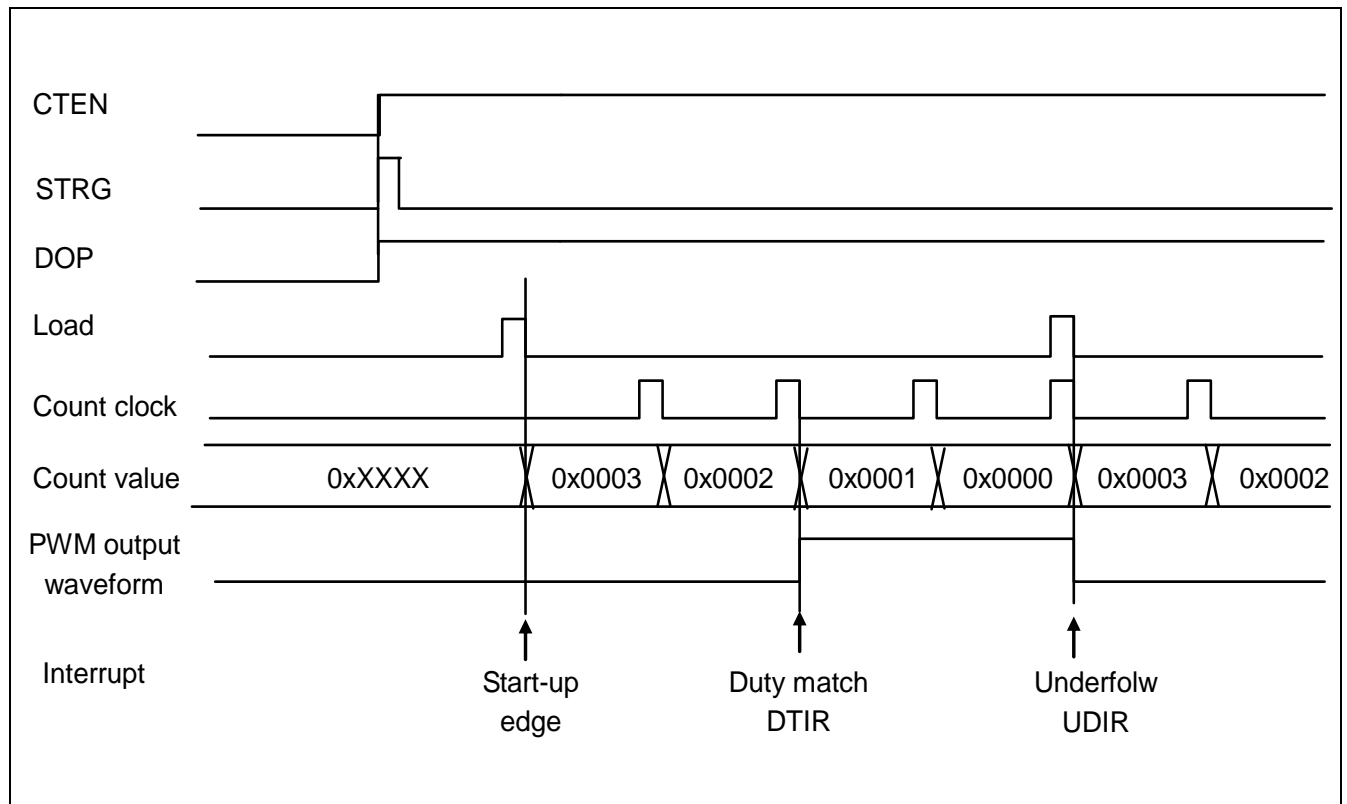 CTEN
STRG
DOP
Load
Count clock
Count value 0xXXXX 0x0003 0x0002 0x0001 0x0000 0x0003 0x0002
PWM output
waveform
Interrupt
Start-up
edge
Duty match
DTIR
Underfolw
UDIR